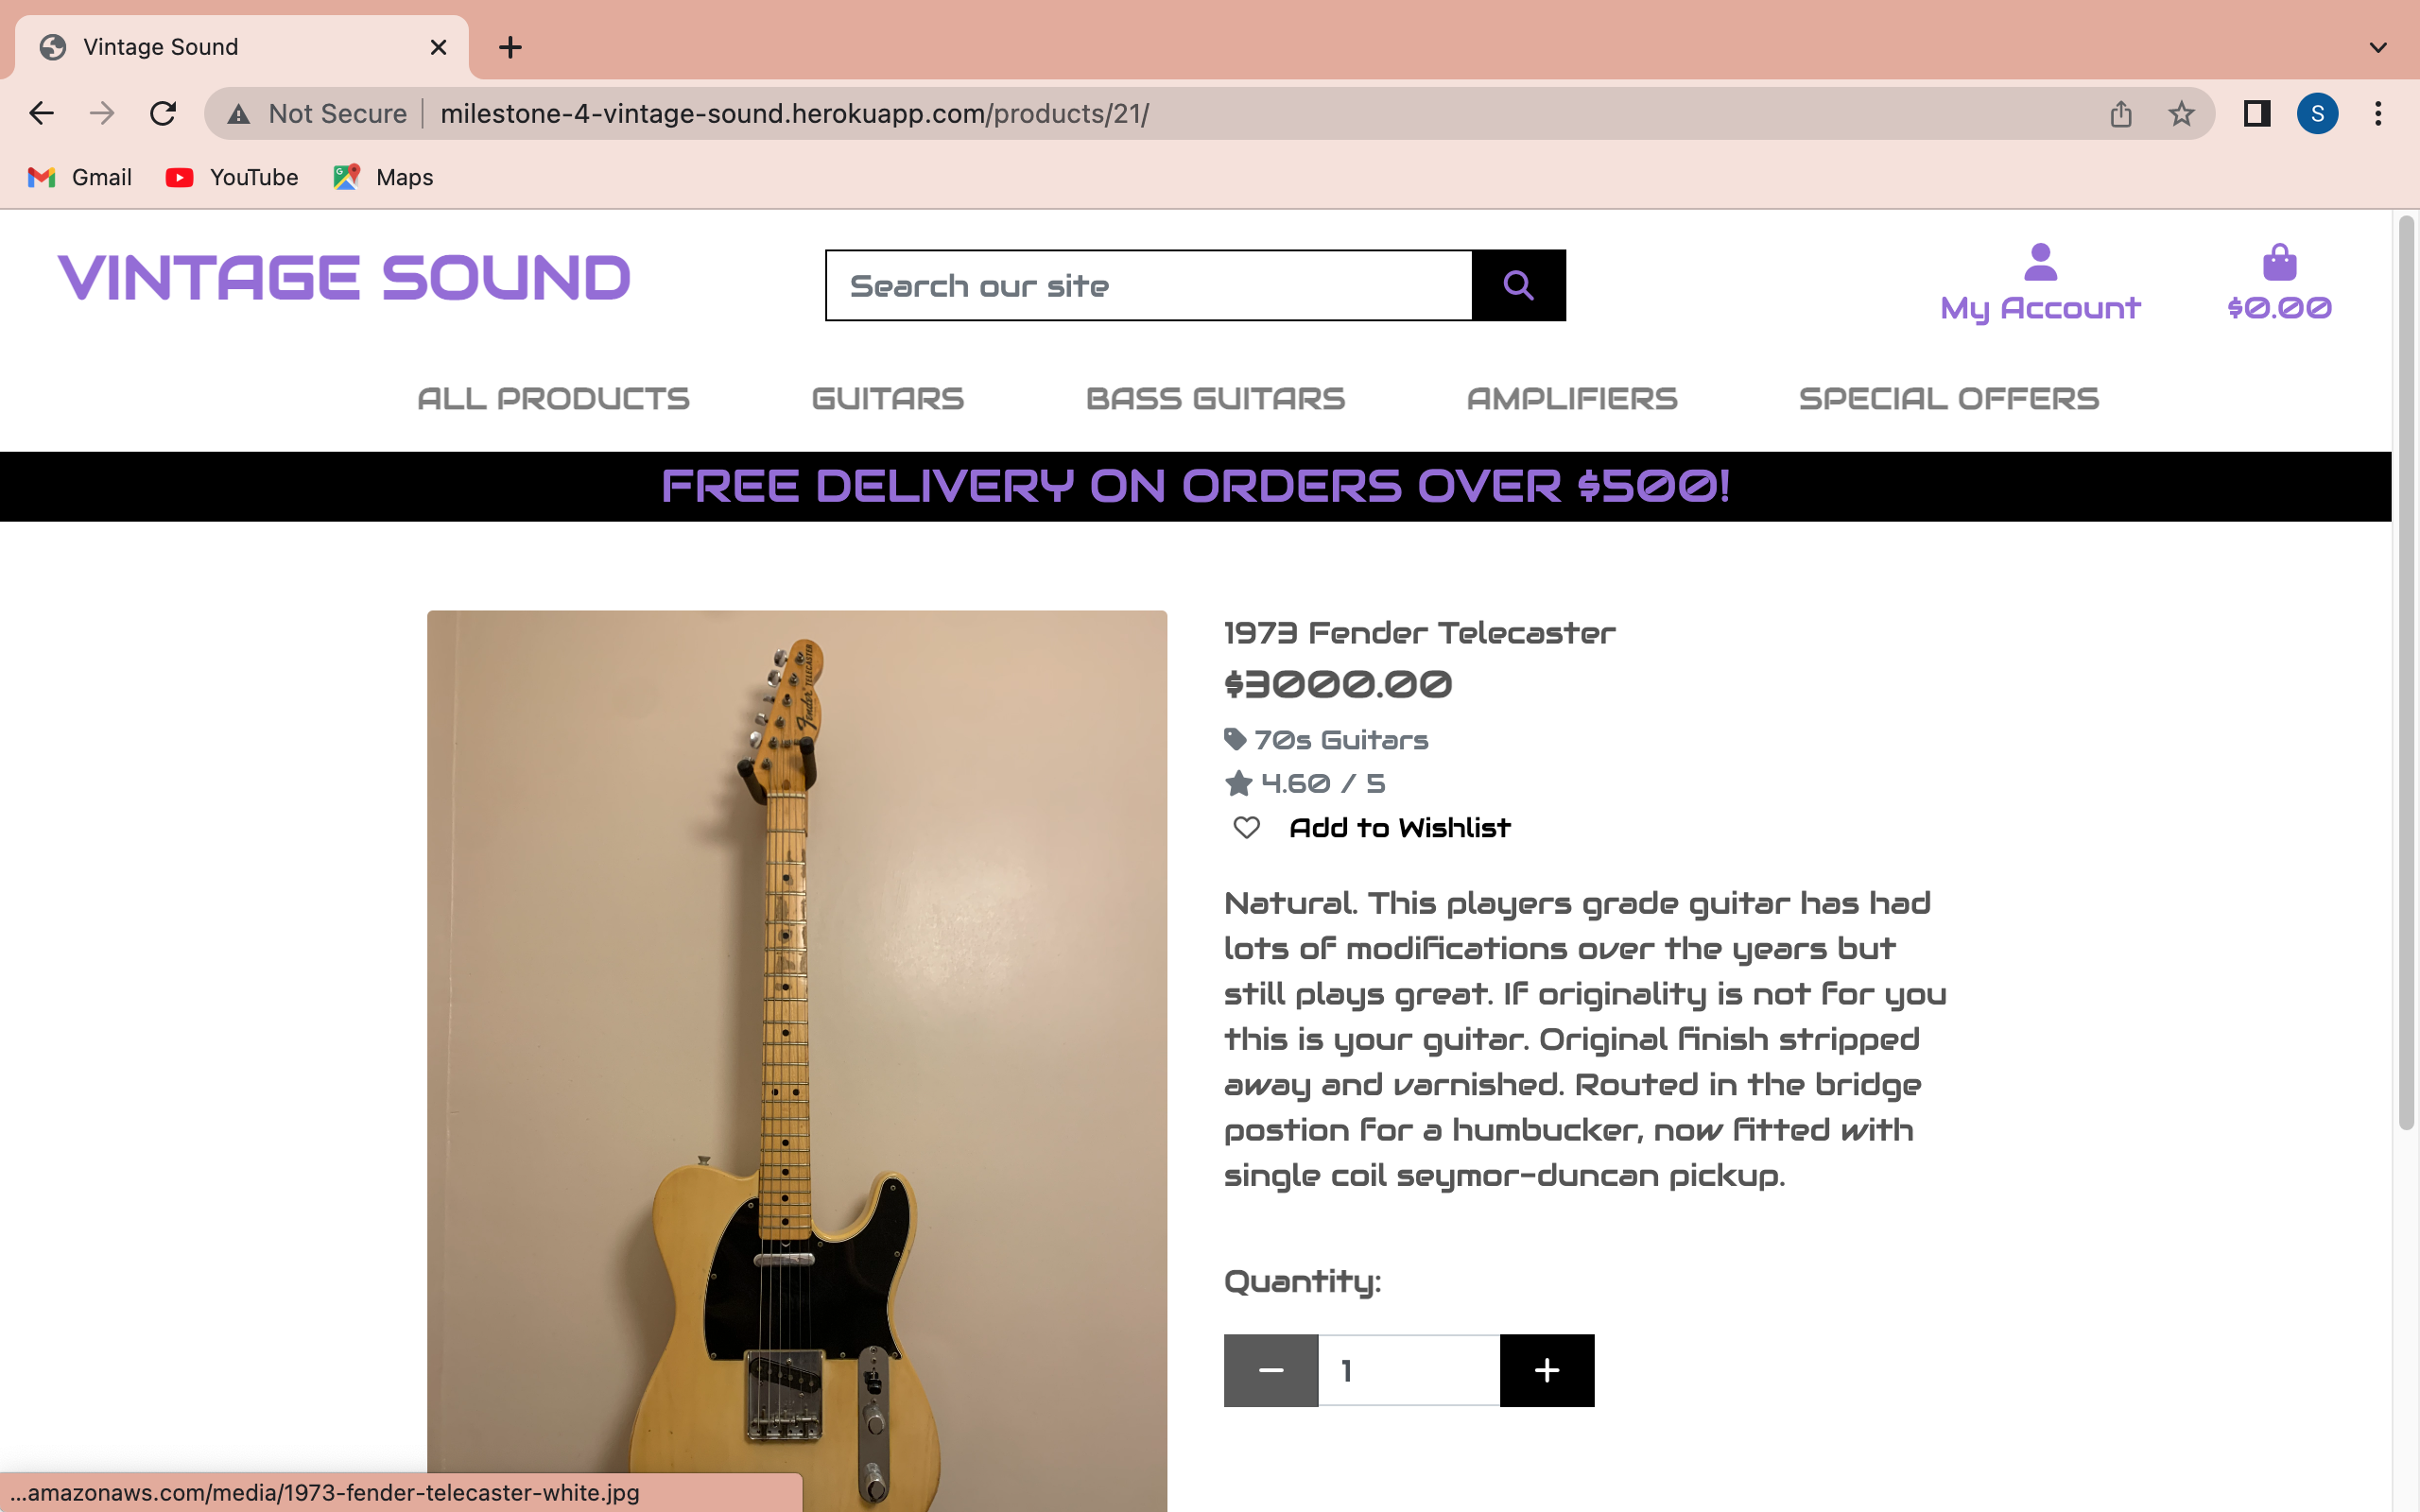 Vintage Sound
Not Secure milestone-4-vintage-sound.herokuapp.com/products/21/
S
Gmail YouTube Maps
VINTAGE SOUND
Search our site
My Account
$0.00
ALL PRODUCTS GUITARS BASS GUITARS AMPLIFIERS SPECIAL OFFERS
FREE DELIVERY ON ORDERS OVER $500!
Fender TELECASTER
1973 Fender Telecaster
$3000.00
70s Guitars
4.60 / 5
Add to Wishlist
Natural. This players grade guitar has had
lots of modifications over the years but
still plays great. If originality is not for you
this is your guitar. Original finish stripped
away and varnished. Routed in the bridge
postion for a humbucker, now fitted with
single coil seymor-duncan pickup.
Quantity:
1
...amazonaws.com/media/1973-fender-telecaster-white.jpg